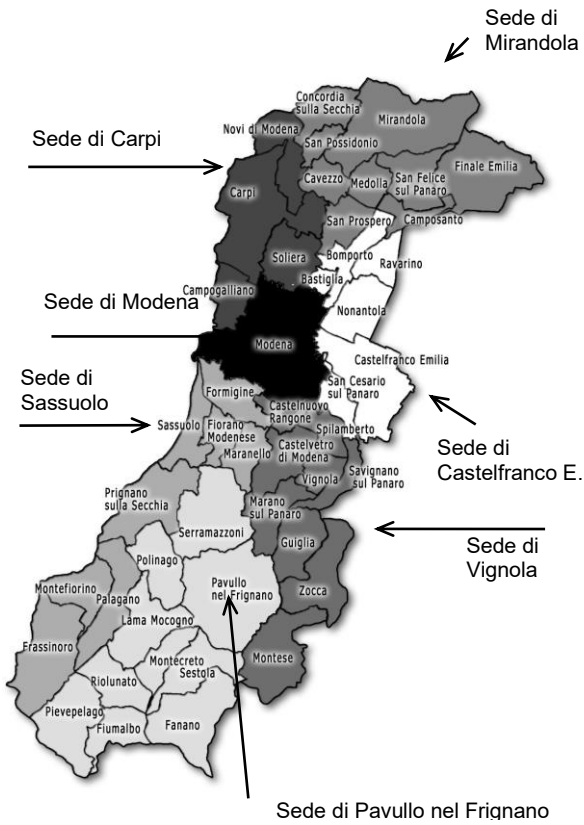 Sede di
Mirandola
Concordia
sulla Secchia
Mirandola
Novi di Modena
San Possidonio
Sede di Carpi
Finale Emilia
Cavezzo
Medolla
San Felice
sul Panaro
Carpi
San Prospero
Camposanto
Soliera
Bomporto
Ravarino
Bastiglia
Campogalliano
Sede di Modena
Nonantola
Modena
Castelfranco Emilia
Sede di
Sassuolo
San Cesario
sul Panaro
Formigine
Castelnuovo
Rangone
Sassuolo
Fiorano
Modenese
Spilamberto
Maranello
Castelvetro
di Modena
Sede di
Castelfranco E.
Vignola
Savignano
sul Panaro
Prignano
sulla Secchia
Marano
sul Panaro
Serramazzoni
Guiglia
Sede di
Vignola
Polinago
Pavullo
nel Frignano
Montefiorino
Palagano
Zocca
Lama Mocogno
Frassinoro
Montecreto
Montese
Sestola
Riolunato
Pievepelago
Fiumalbo
Fanano
Sede di Pavullo nel Frignano